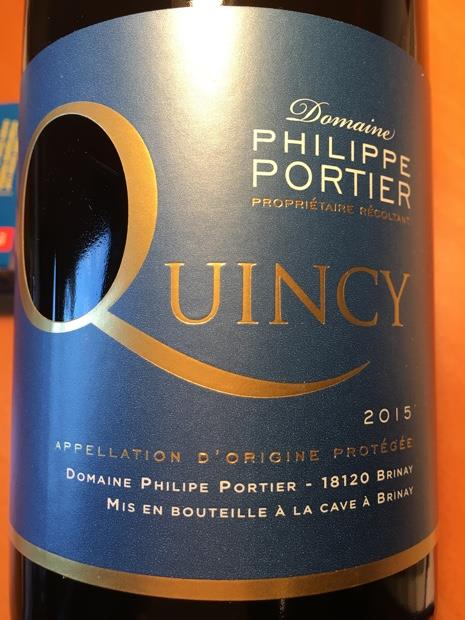 Domaine
PHILIPPE
PORTIER
PROPRIÉTAIRE RÉCOLTANT
QUINCY
2015
APPELLATION D'ORIGINE PROTÉGÉE
DOMAINE PHILIPE PORTIER - 18120 BRINAY
MIS EN BOUTEILLE À LA CAVE À BRINAY